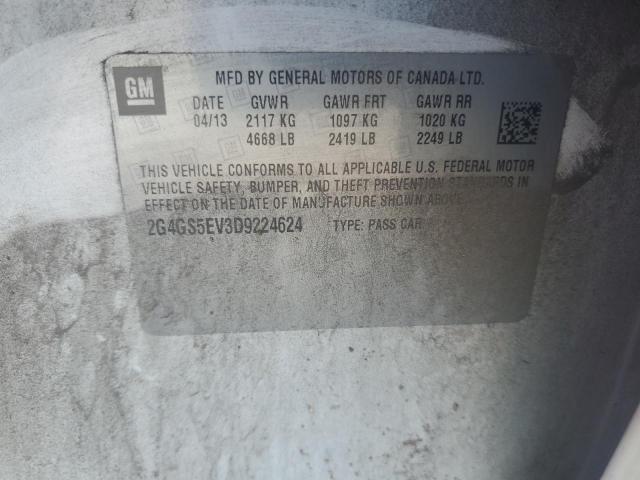 GM
MFD BY GENERAL MOTORS OF CANADA LTD.
DATE GVWR GAWR FRT GAWR RR
04/13 2117 KG 1097 KG 1020 KG
4668 LB 2419 LB 2249 LB
THIS VEHICLE CONFORMS TO ALL APPLICABLE U.S. FEDERAL MOTOR
VEHICLE SAFETY, BUMPER, AND THEFT PREVENTION STANDARDS IN
EFFECT ON THE DATE OF MANUFACTURE SHOWN ABOVE.
2G4GS5EV3D9224624 TYPE: PASS CAR